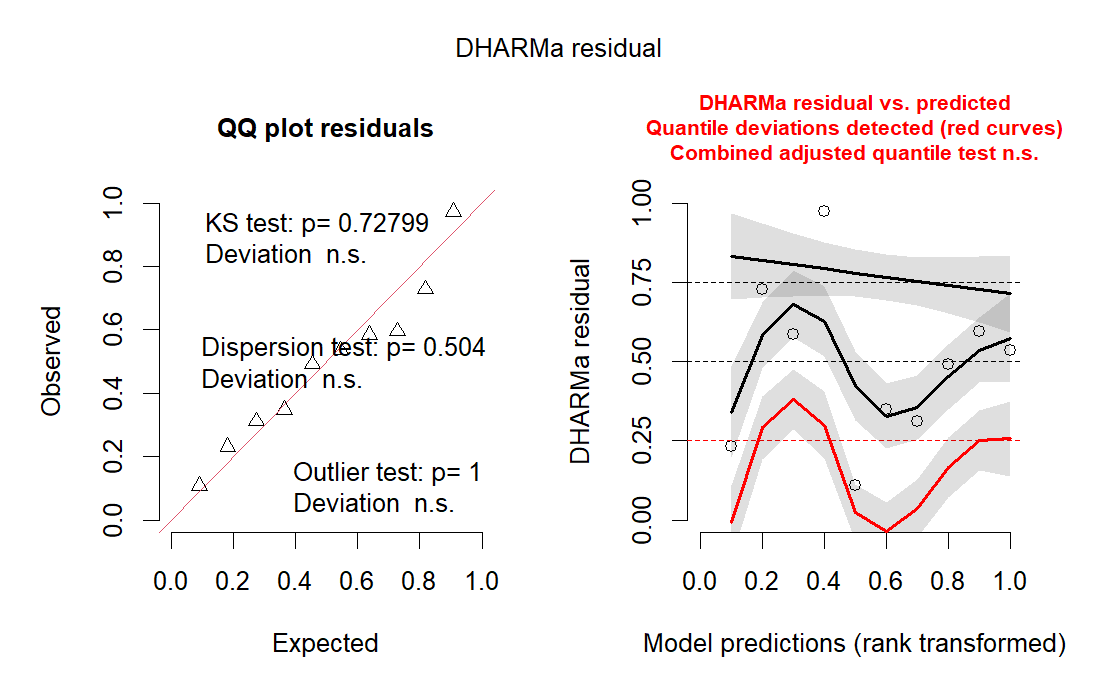 DHARMa residual
QQ plot residuals
KS test: p= 0.72799
Deviation  n.s.
Dispersion test: p= 0.504
Deviation  n.s.
Outlier test: p= 1
Deviation  n.s.
Observed
0.0 0.2 0.4 0.6 0.8 1.0
0.0 0.2 0.4 0.6 0.8 1.0
Expected
DHARMa residual vs. predicted
Quantile deviations detected (red curves)
Combined adjusted quantile test n.s.
DHARMa residual
0.00 0.25 0.50 0.75 1.00
0.0 0.2 0.4 0.6 0.8 1.0
Model predictions (rank transformed)